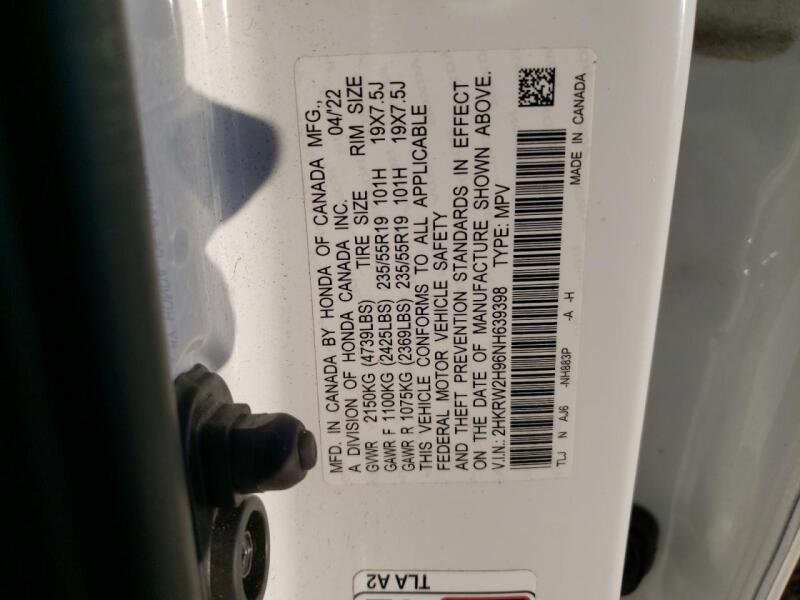 MFD. IN CANADA BY HONDA OF CANADA MFG.,
A DIVISION OF HONDA CANADA INC. 04/'22
GVWR 2150KG (4739LBS) TIRE SIZE RIM SIZE
GAWR F 1100KG (2425LBS) 235/55R19 101H 19X7.5J
GAWR R 1075KG (2369LBS) 235/55R19 101H 19X7.5J
THIS VEHICLE CONFORMS TO ALL APPLICABLE
FEDERAL MOTOR VEHICLE SAFETY
AND THEFT PREVENTION STANDARDS IN EFFECT
ON THE DATE OF MANUFACTURE SHOWN ABOVE.
V.I.N.: 2HKRW2H96NH639398 TYPE: MPV
TLJ N AJ6 -NH883P -A -H MADE IN CANADA
TLA A2